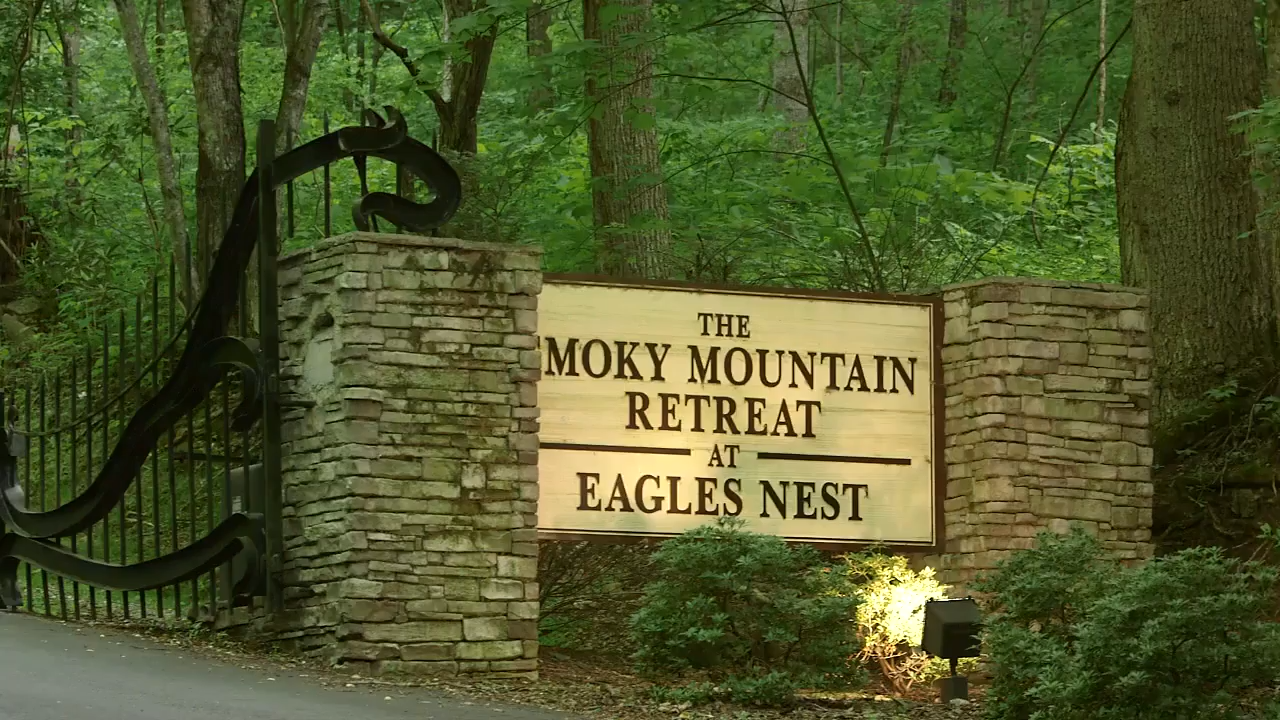 THE
MOKY MOUNTAIN
RETREAT
AT
EAGLES NEST